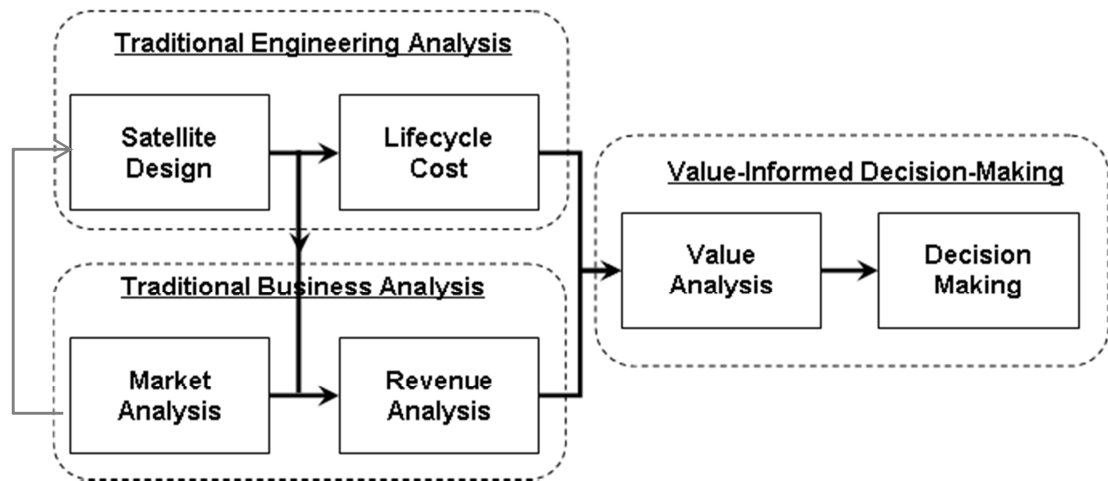 Traditional Engineering Analysis
Satellite
Design
Lifecycle
Cost
Traditional Business Analysis
Market
Analysis
Revenue
Analysis
Value-Informed Decision-Making
Value
Analysis
Decision
Making